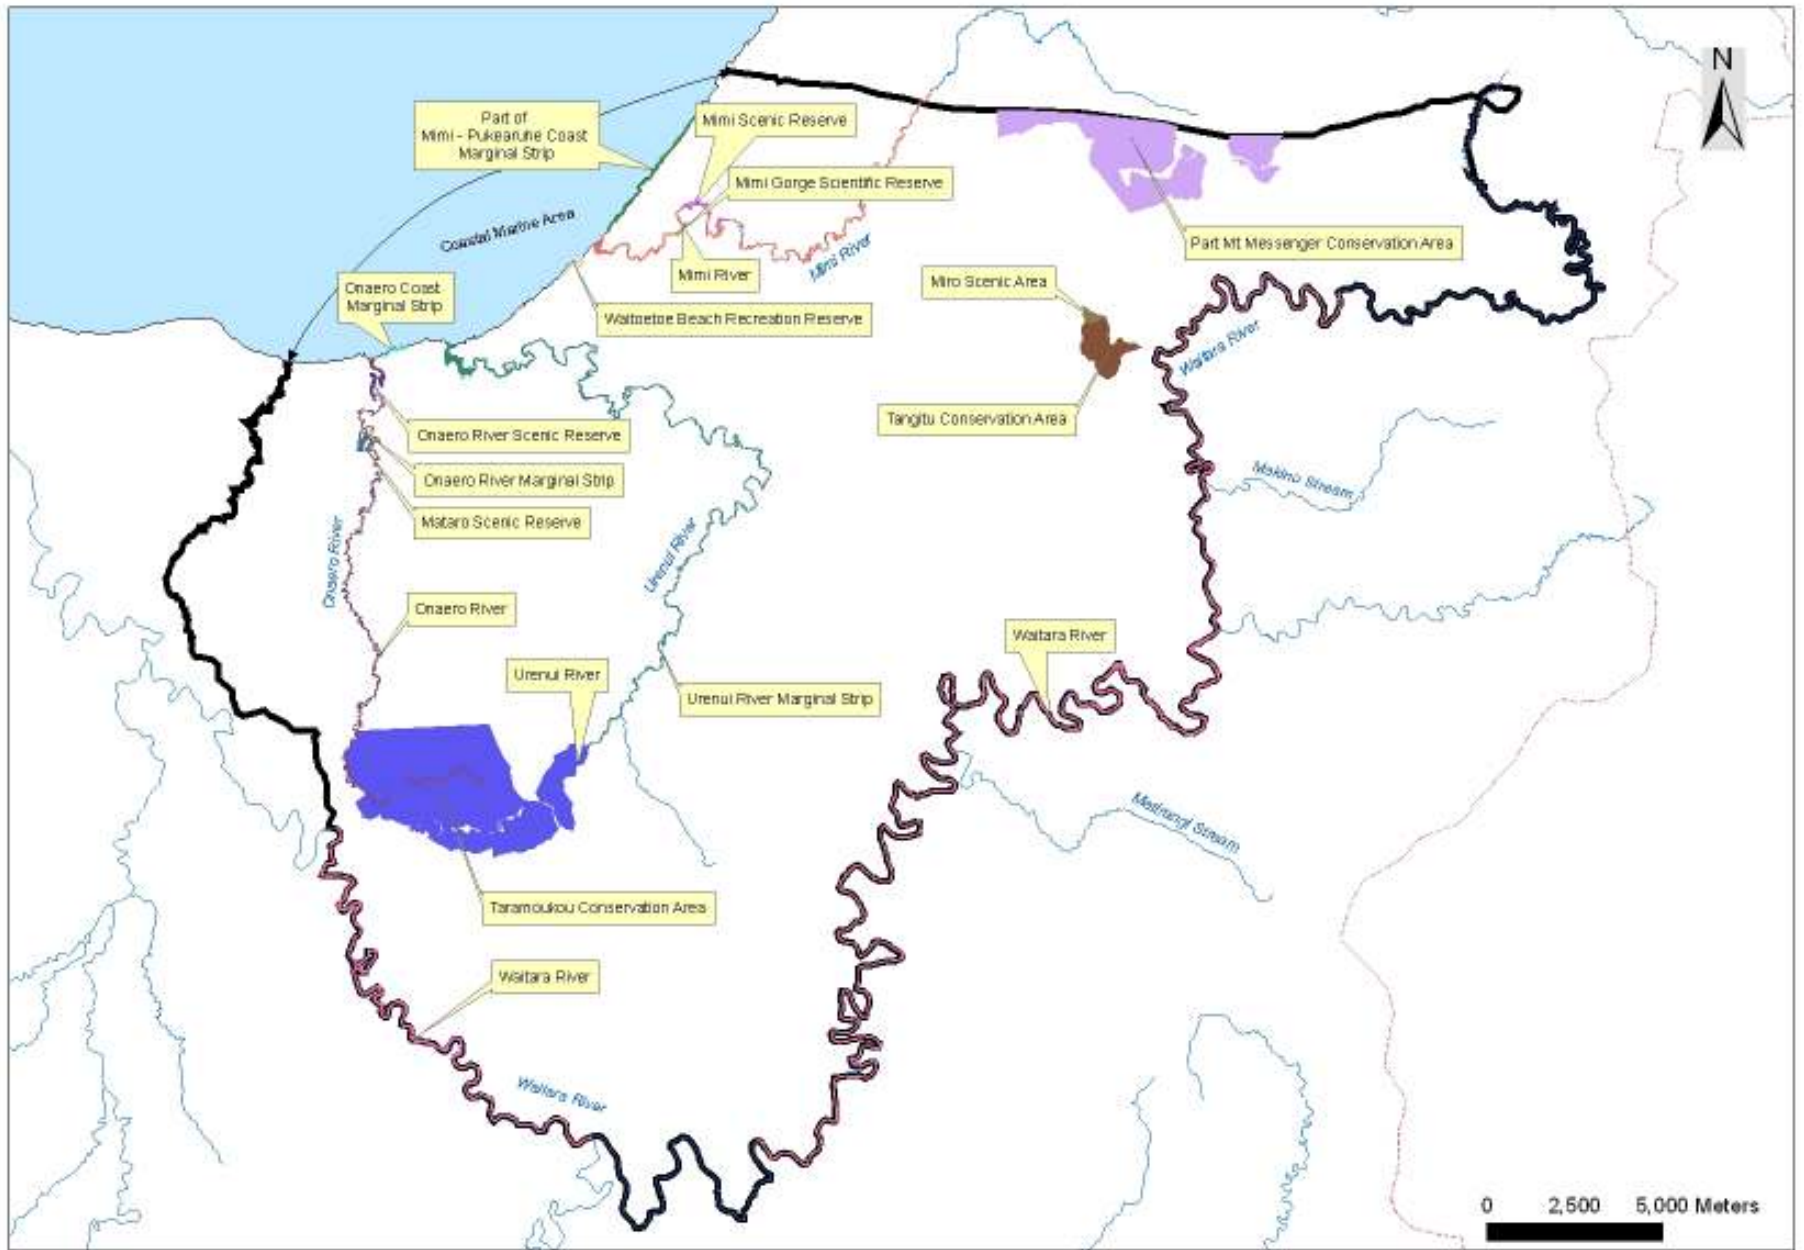 N
Part of
Mimi - Pukearuhe Coast
Marginal Strip
Mimi Scenic Reserve
Mimi Gorge Scientific Reserve
Coastal Marine Area
Mimi River
Mimi River
Part Mt Messenger Conservation Area
Onaero Coast
Marginal Strip
Waitoetoe Beach Recreation Reserve
Miro Scenic Area
Waitara River
Tangitu Conservation Area
Onaero River Scenic Reserve
Onaero River Marginal Strip
Mataro Scenic Reserve
Makino Stream
Onaero River
Urenui River
Onaero River
Waitara River
Urenui River
Urenui River Marginal Strip
Matirangi Stream
Taramoukou Conservation Area
Waitara River
Waitara River
0 2,500 5,000 Meters